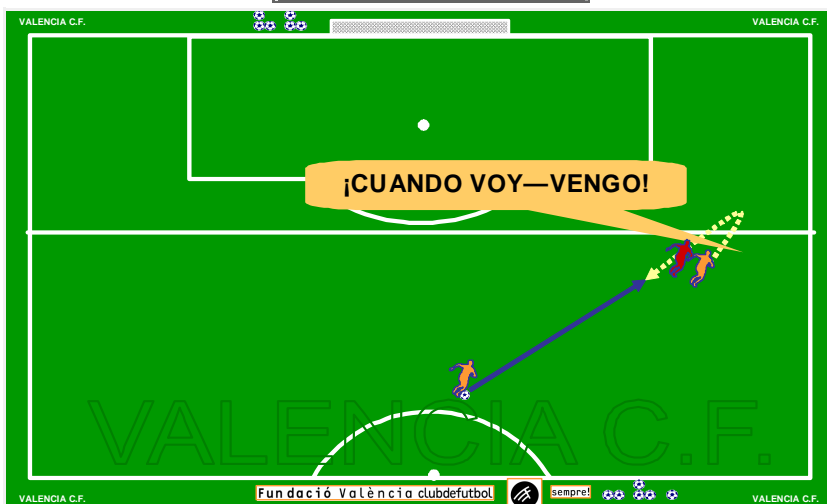 VALENCIA C.F. VALENCIA C.F.
¡CUANDO VOY—VENGO!
VALENCIA C.F.
Fundació València clubdefutbol sempre!
VALENCIA C.F. VALENCIA C.F.